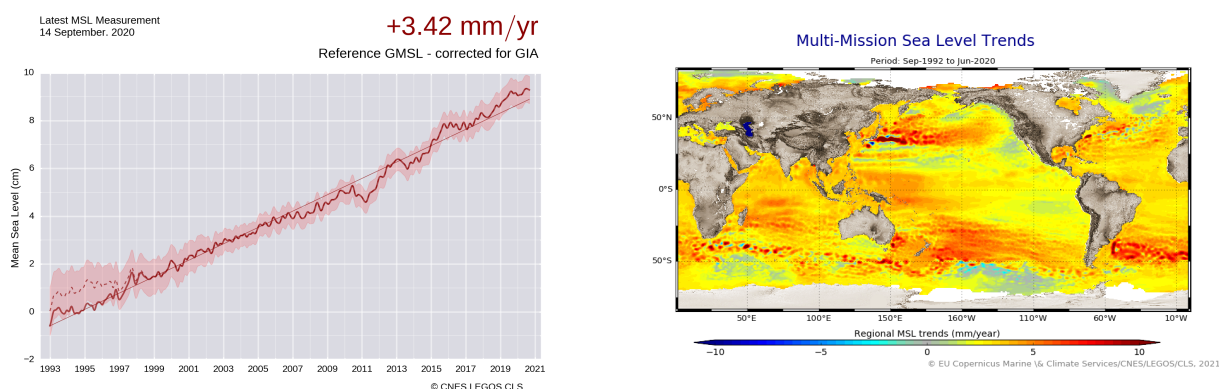 Latest MSL Measurement
14 September. 2020
+3.42 mm/yr
Reference GMSL - corrected for GIA
10
8
6
4
2
0
−2
Mean Sea Level (cm)
1993 1995 1997 1999 2001 2003 2005 2007 2009 2011 2013 2015 2017 2019 2021
© CNES LEGOS CLS
Multi-Mission Sea Level Trends
Period: Sep-1992 to Jun-2020
50°N
0°S
50°S
50°E 100°E 150°E 160°W 110°W 60°W 10°W
Regional MSL trends (mm/year)
−10 −5 0 5 10
© EU Copernicus Marine \& Climate Services/CNES/LEGOS/CLS, 2021